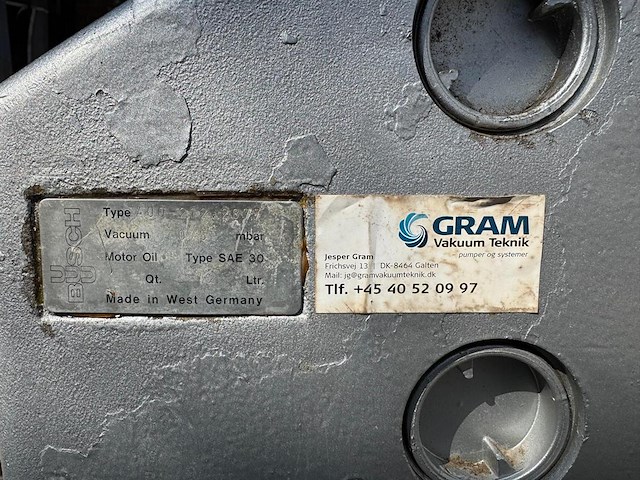 BUSCH
Type
Vacuum mbar
Motor Oil Type SAE 30
Qt. Ltr.
Made in West Germany
GRAM
Vakuum Teknik
pumper og systemer
Jesper Gram
Frichsvej 13 | DK-8464 Galten
Mail: jg@gramvakuumteknik.dk
Tlf. +45 40 52 09 97